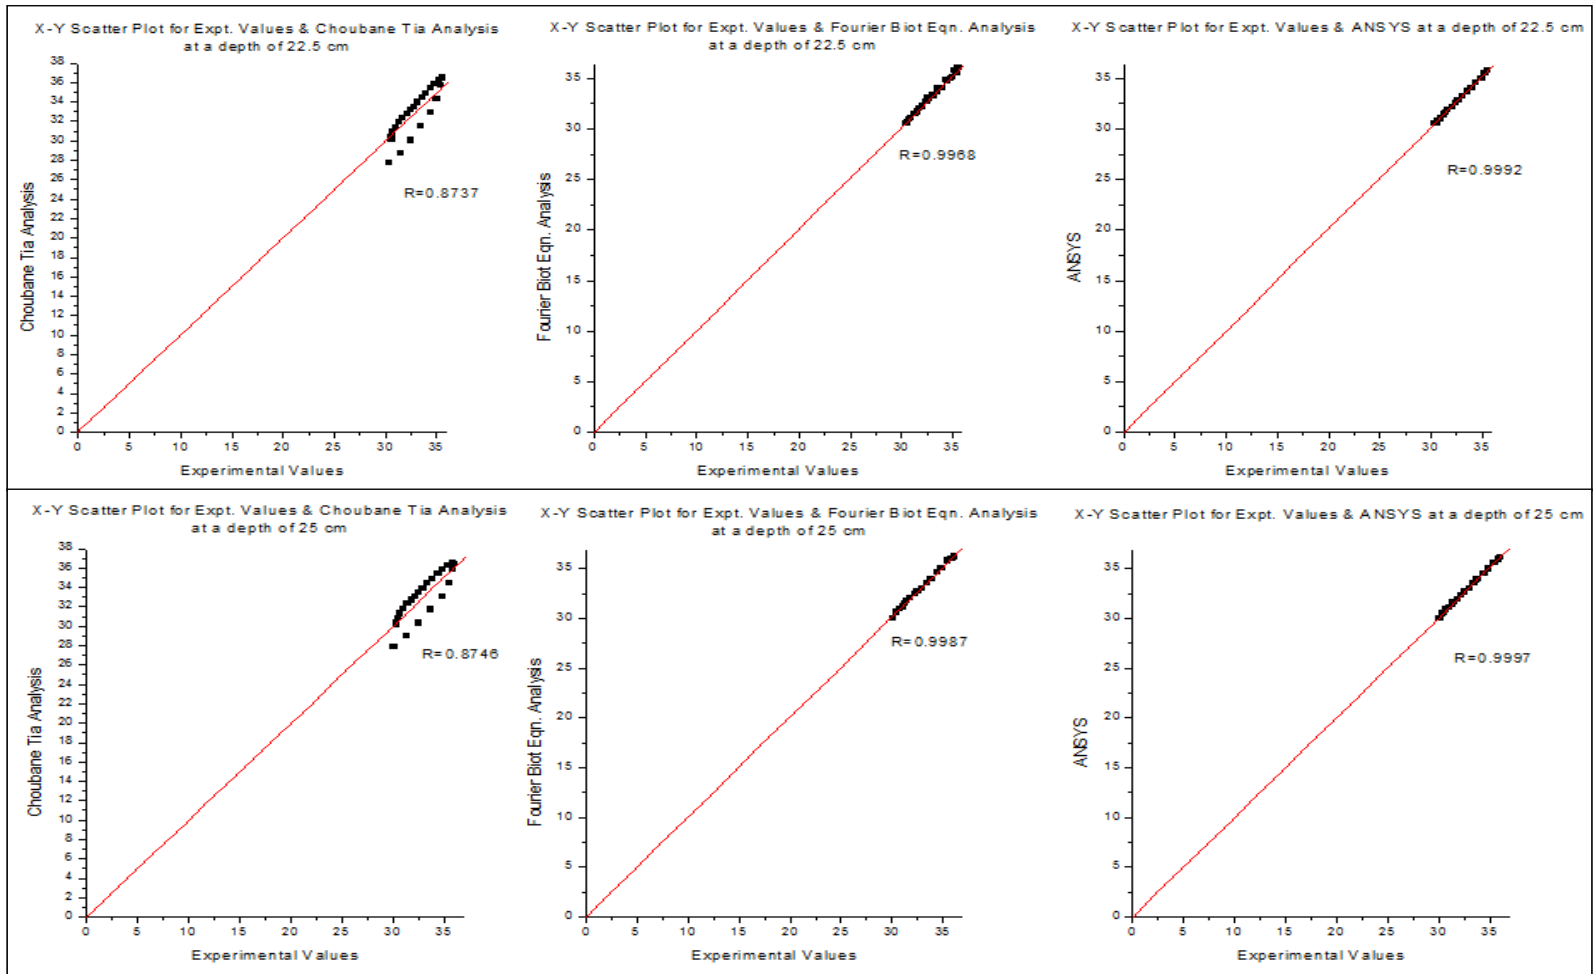 X-Y Scatter Plot for Expt. Values & Choubane Tia Analysis
at a depth of 22.5 cm
38
36
34
32
30
28
26
24
22
20
18
16
14
12
10
8
6
4
2
0
Choubane Tia Analysis
R=0.8737
0 5 10 15 20 25 30 35
Experimental Values
X-Y Scatter Plot for Expt. Values & Fourier Biot Eqn. Analysis
at a depth of 22.5 cm
35
30
25
20
15
10
5
0
Fourier Biot Eqn. Analysis
R=0.9968
0 5 10 15 20 25 30 35
Experimental Values
X-Y Scatter Plot for Expt. Values & ANSYS at a depth of 22.5 cm
35
30
25
20
15
10
5
0
ANSYS
R=0.9992
0 5 10 15 20 25 30 35
Experimental Values
X-Y Scatter Plot for Expt. Values & Choubane Tia Analysis
at a depth of 25 cm
38
36
34
32
30
28
26
24
22
20
18
16
14
12
10
8
6
4
2
0
Choubane Tia Analysis
R=0.8746
0 5 10 15 20 25 30 35
Experimental Values
X-Y Scatter Plot for Expt. Values & Fourier Biot Eqn. Analysis
at a depth of 25 cm
35
30
25
20
15
10
5
0
Fourier Biot Eqn. Analysis
R=0.9987
0 5 10 15 20 25 30 35
Experimental Values
X-Y Scatter Plot for Expt. Values & ANSYS at a depth of 25 cm
35
30
25
20
15
10
5
0
ANSYS
R=0.9997
0 5 10 15 20 25 30 35
Experimental Values